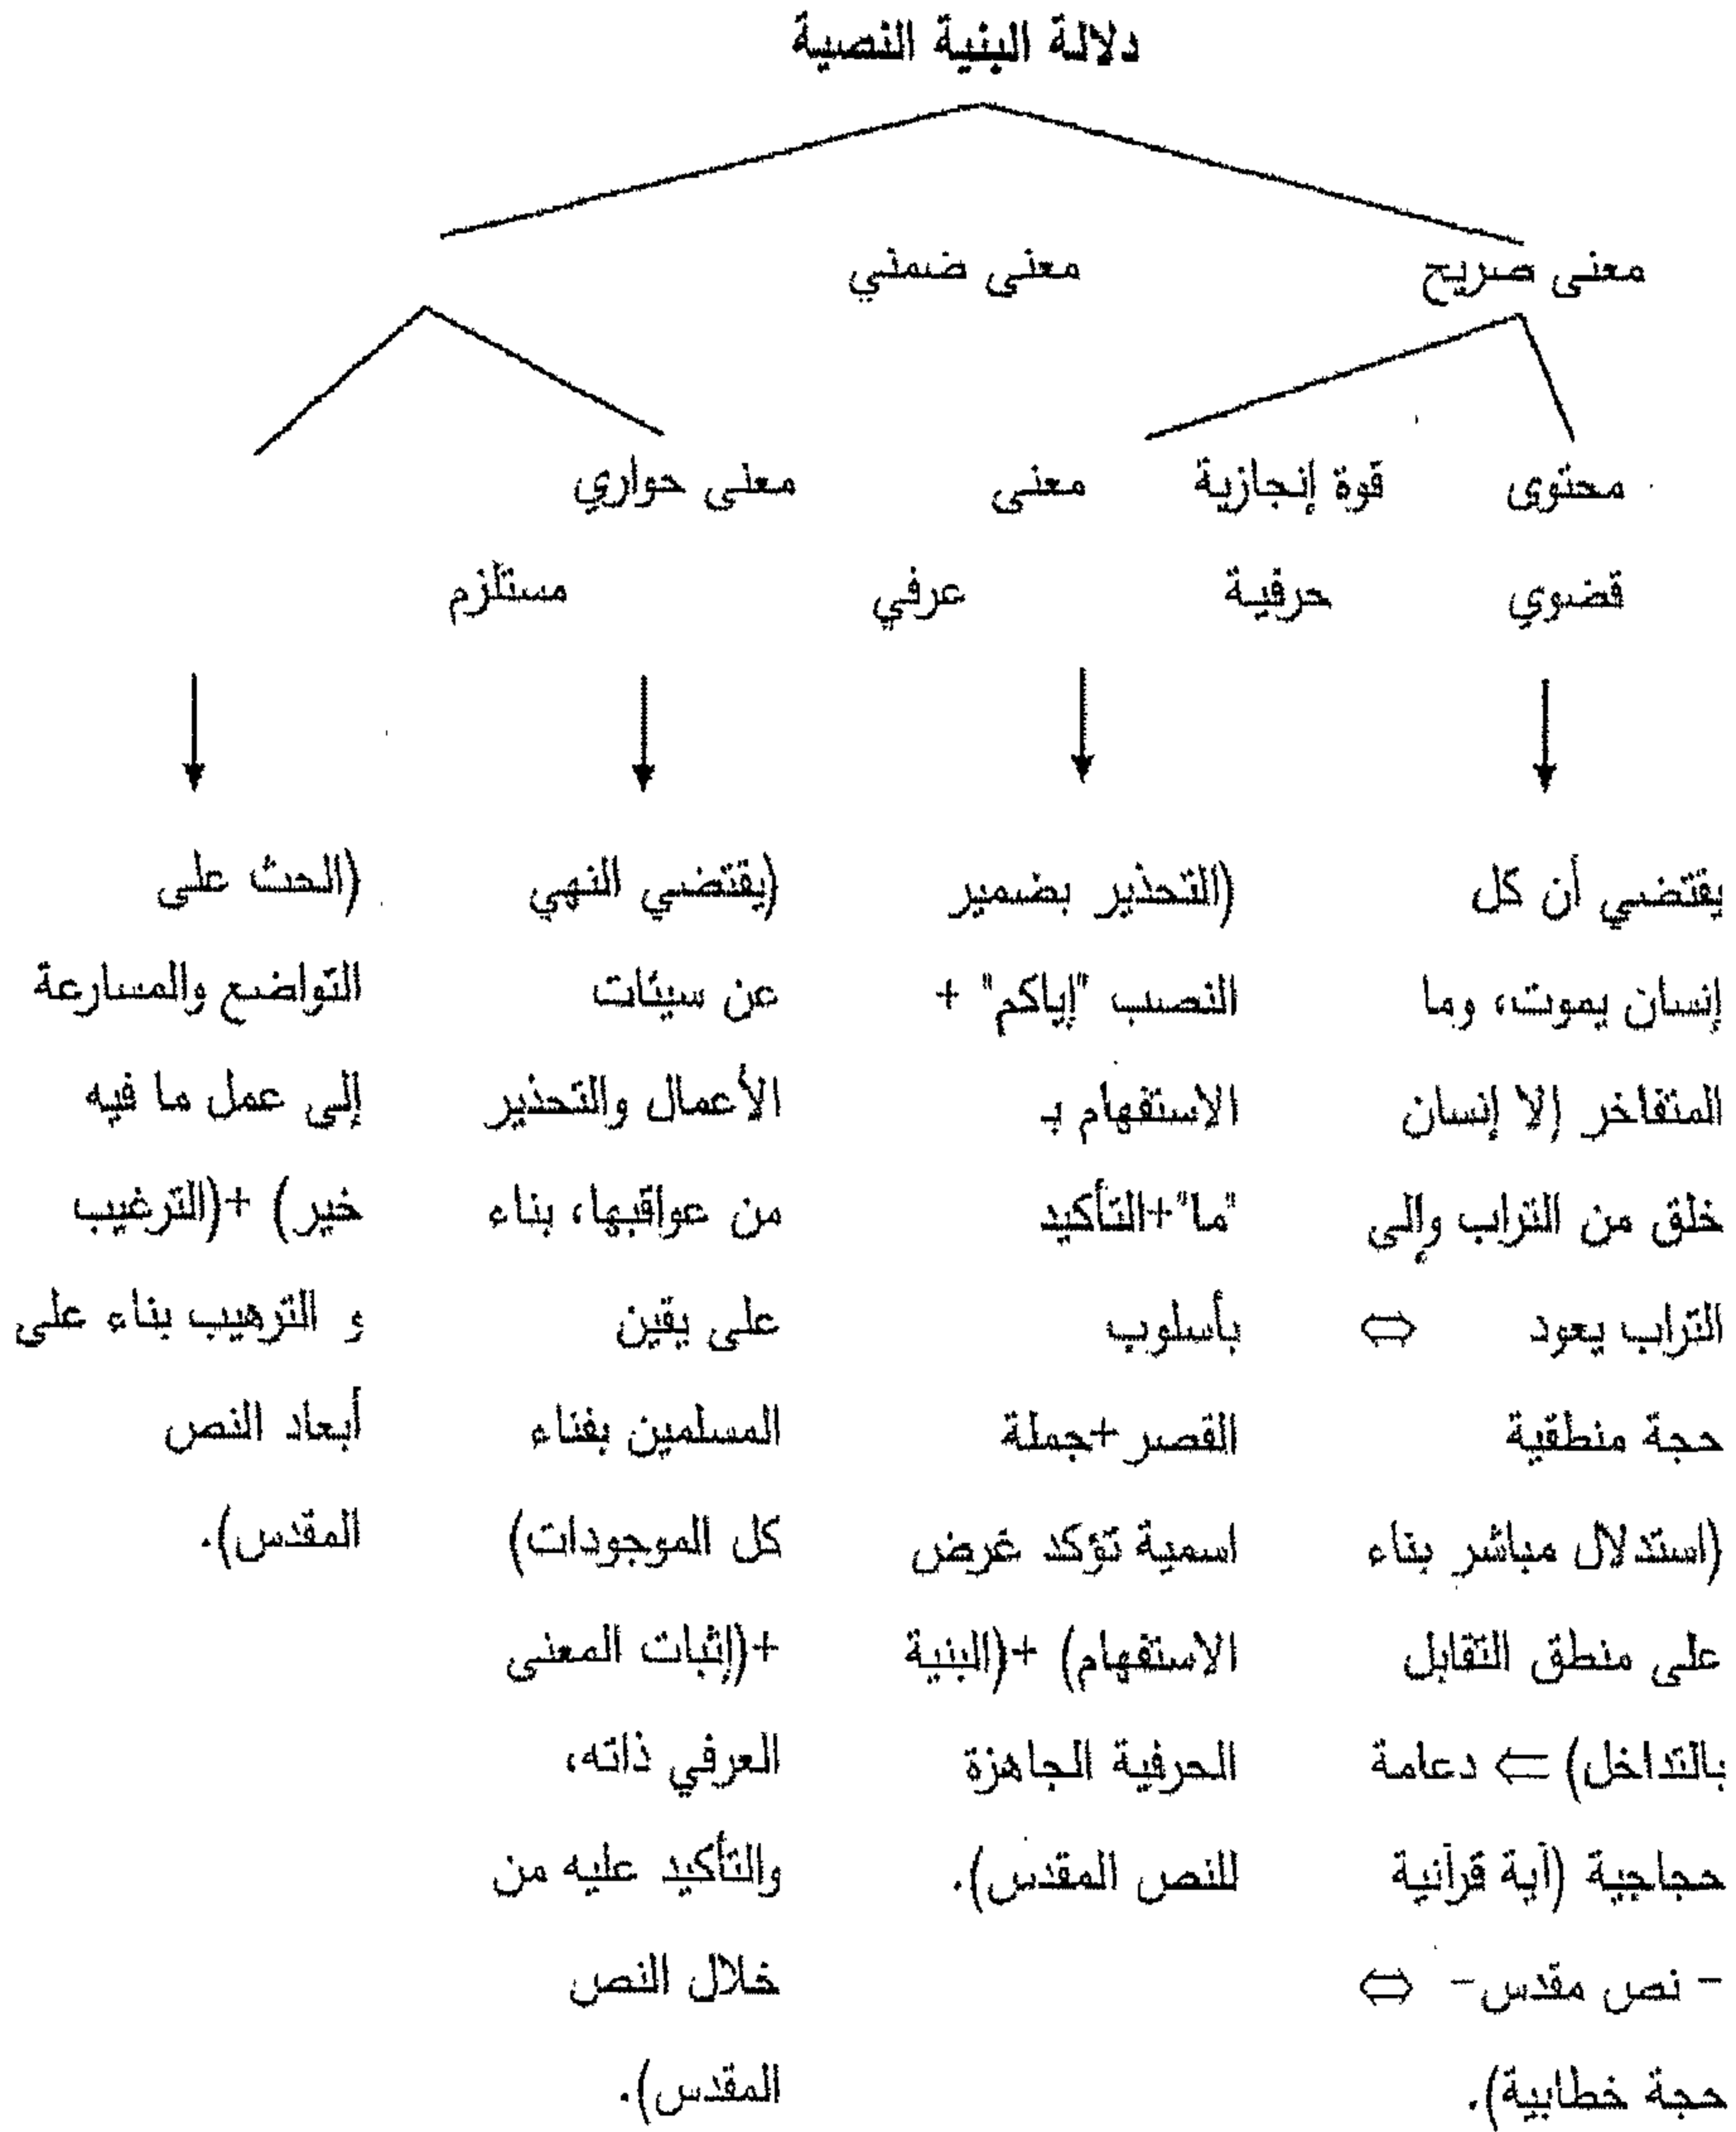 دلالة البنية النصية
معنى صريح
معنى ضمني
محتوى
قضوي
قوة إنجازية
حرفية
معنى
عرفي
معنى حواري
مستلزم
يقتضي أن كل
إنسان يموت، وما
المتفاخر إلا إنسان
خلق من التراب وإلى
التراب يعود ⇔
حجة منطقية
(استدلال مباشر بناء
على منطق التقابل
بالتداخل) ⇐ دعامة
حجاجية (آية قرآنية
- نص مقدس- ⇔
حجة خطابية).
(التحذير بضمير
النصب "إياكم" +
الاستفهام بـ
"ما"+التأكيد
بأسلوب
القصر+جملة
اسمية تؤكد غرض
الاستفهام) +(البنية
الحرفية الجاهزة
للنص المقدس).
(يقتضي النهي
عن سيئات
الأعمال والتحذير
من عواقبها، بناء
على يقين
المسلمين بفناء
كل الموجودات)
+(إثبات المعنى
العرفي ذاته،
والتأكيد عليه من
خلال النص
المقدس).
(الحث على
التواضع والمسارعة
إلى عمل ما فيه
خير) +(الترغيب
و الترهيب بناء على
أبعاد النص
المقدس).